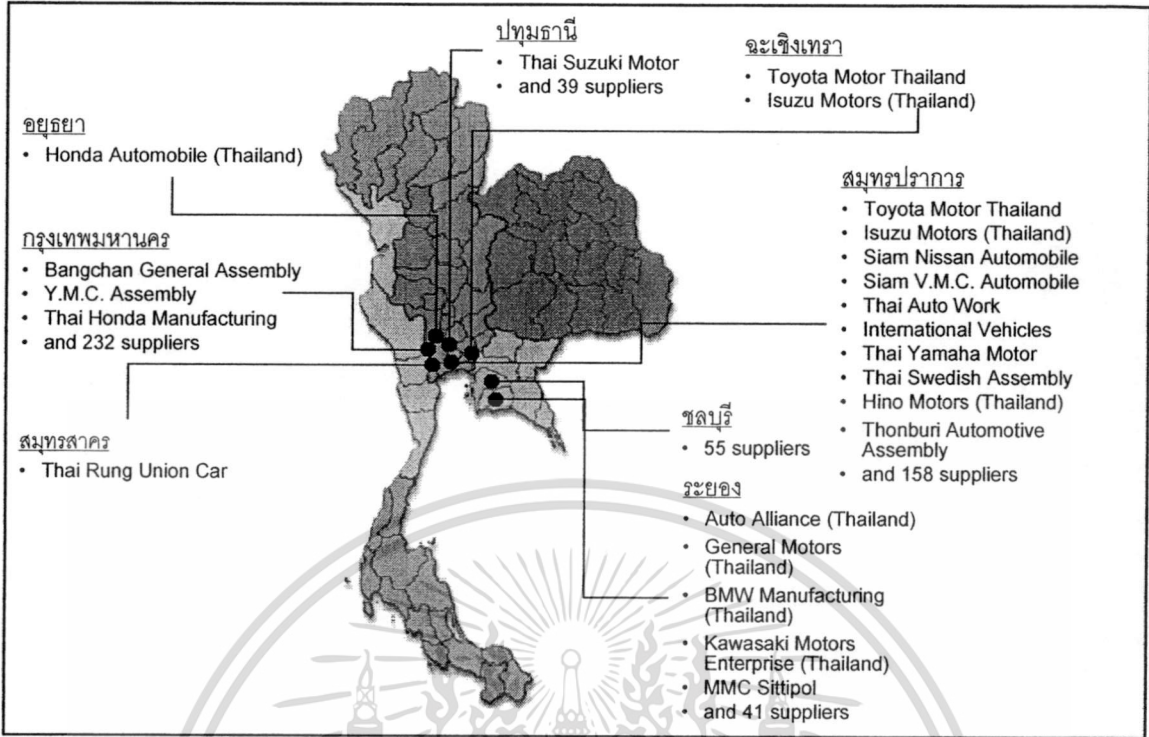 ปทุมธานี
• Thai Suzuki Motor
• and 39 suppliers
ฉะเชิงเทรา
• Toyota Motor Thailand
• Isuzu Motors (Thailand)
อยุธยา
• Honda Automobile (Thailand)
กรุงเทพมหานคร
• Bangchan General Assembly
• Y.M.C. Assembly
• Thai Honda Manufacturing
• and 232 suppliers
สมุทรสาคร
• Thai Rung Union Car
สมุทรปราการ
• Toyota Motor Thailand
• Isuzu Motors (Thailand)
• Siam Nissan Automobile
• Siam V.M.C. Automobile
• Thai Auto Work
• International Vehicles
• Thai Yamaha Motor
• Thai Swedish Assembly
• Hino Motors (Thailand)
• Thonburi Automotive
Assembly
• and 158 suppliers
ชลบุรี
• 55 suppliers
ระยอง
• Auto Alliance (Thailand)
• General Motors
(Thailand)
• BMW Manufacturing
(Thailand)
• Kawasaki Motors
Enterprise (Thailand)
• MMC Sittipol
• and 41 suppliers